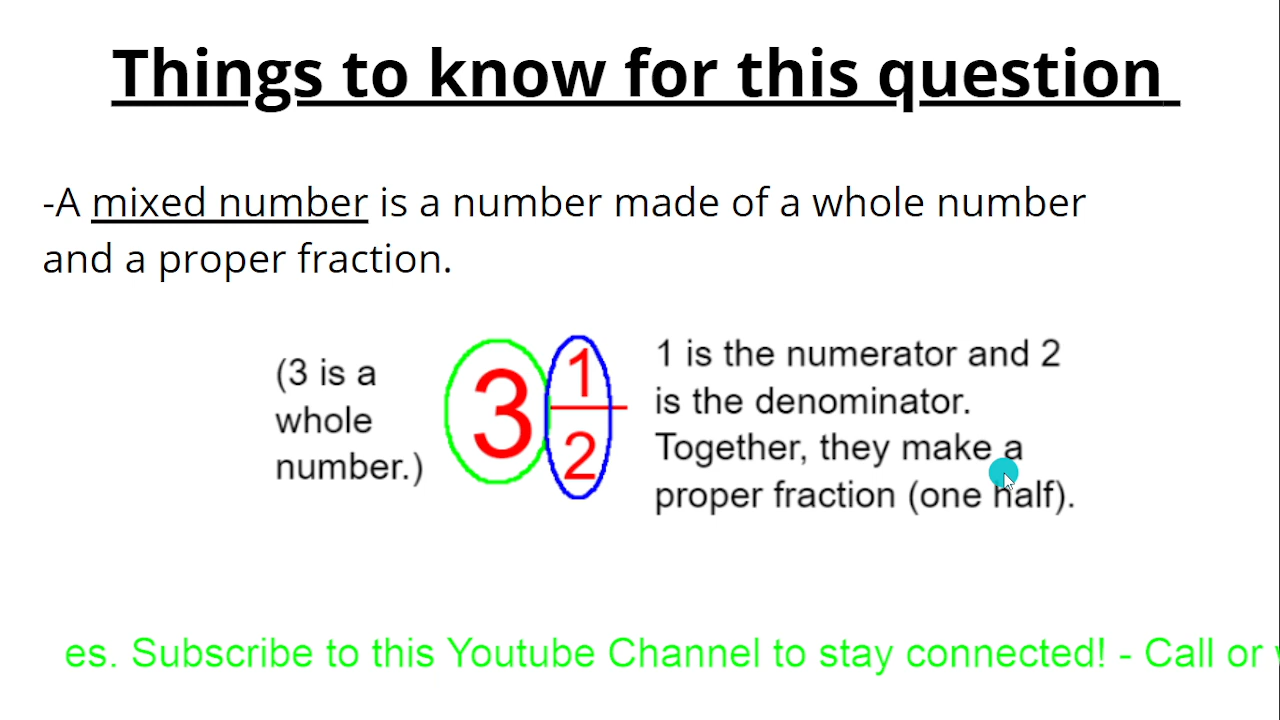 Things to know for this question
-A mixed number is a number made of a whole number
and a proper fraction.
(3 is a
whole
number.)
3 1/2
1 is the numerator and 2
is the denominator.
Together, they make a
proper fraction (one half).
es. Subscribe to this Youtube Channel to stay connected! - Call or